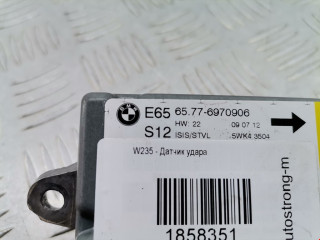 BMW
E65 65.77-6970906
HW: 22 09 07 12
S12 ISIS/STVL 5WK4 3504
W235 - Датчик удара
1858351
autostrong-m